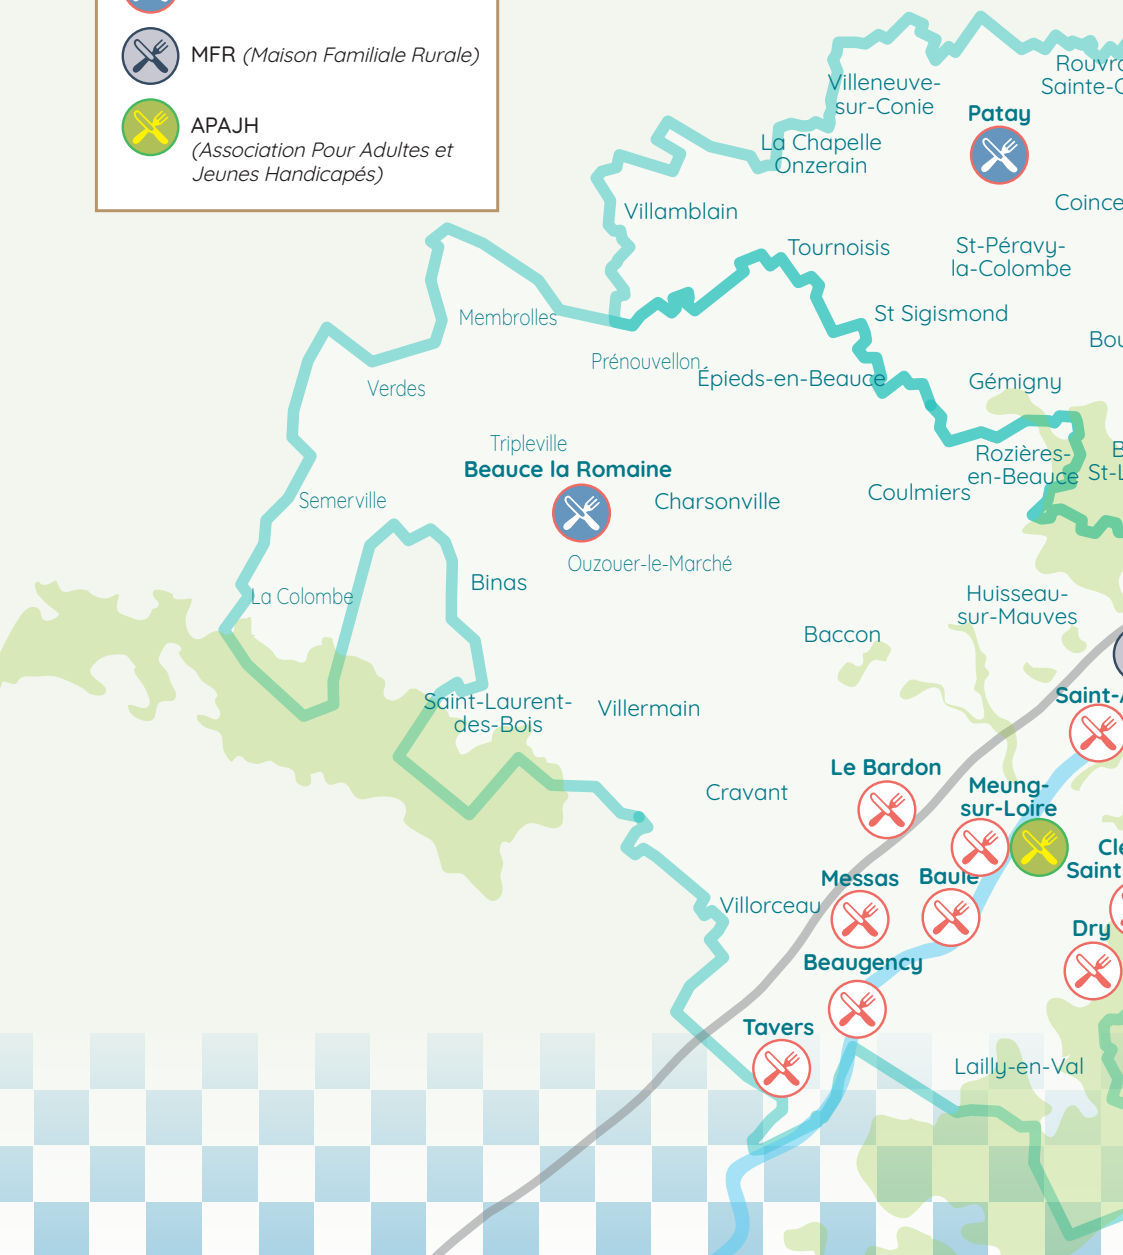 MFR (Maison Familiale Rurale)
APAJH
(Association Pour Adultes et
Jeunes Handicapés)
Villeneuve-
sur-Conie
Patay
La Chapelle
Onzerain
Villamblain
Tournoisis
St-Péravy-
la-Colombe
St Sigismond
Membrolles
Prénouvellon
Épieds-en-Beauce
Gémigny
Verdes
Tripleville
Beauce la Romaine
Rozières-
en-Beauce
Semerville
Charsonville
Coulmiers
Ouzouer-le-Marché
La Colombe
Binas
Huisseau-
sur-Mauves
Baccon
Saint-Laurent-
des-Bois
Villermain
Le Bardon
Cravant
Meung-
sur-Loire
Messas
Baule
Villorceau
Dry
Beaugency
Tavers
Lailly-en-Val